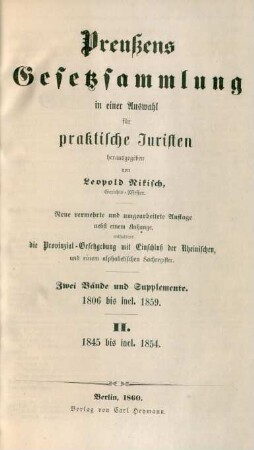 Preußens
Gesetzsammlung
in einer Auswahl
für
praktische Juristen
herausgegeben
von
Leopold Nikisch,
Gerichts-Assessor.
Neue vermehrte und umgearbeitete Auflage
nebst einem Anhange,
enthaltend
die Provinzial-Gesetzgebung mit Einschluß der Rheinischen,
und einem alphabetischen Sachregister.
Zwei Bände und Supplemente.
1806 bis incl. 1859.
II.
1845 bis incl. 1854.
Berlin, 1860.
Verlag von Carl Heymann.